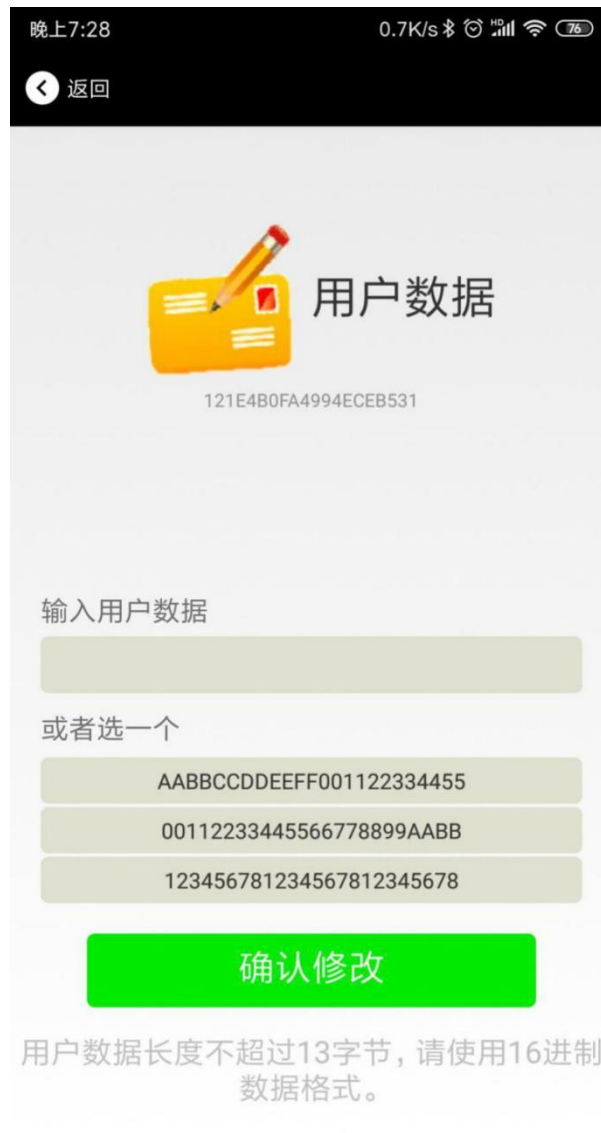 晚上7:28
0.7K/s HD 76
返回
用户数据
121E4B0FA4994ECEB531
输入用户数据
或者选一个
AABBCCDDEEFF001122334455
00112233445566778899AABB
123456781234567812345678
确认修改
用户数据长度不超过13字节，请使用16进制
数据格式。